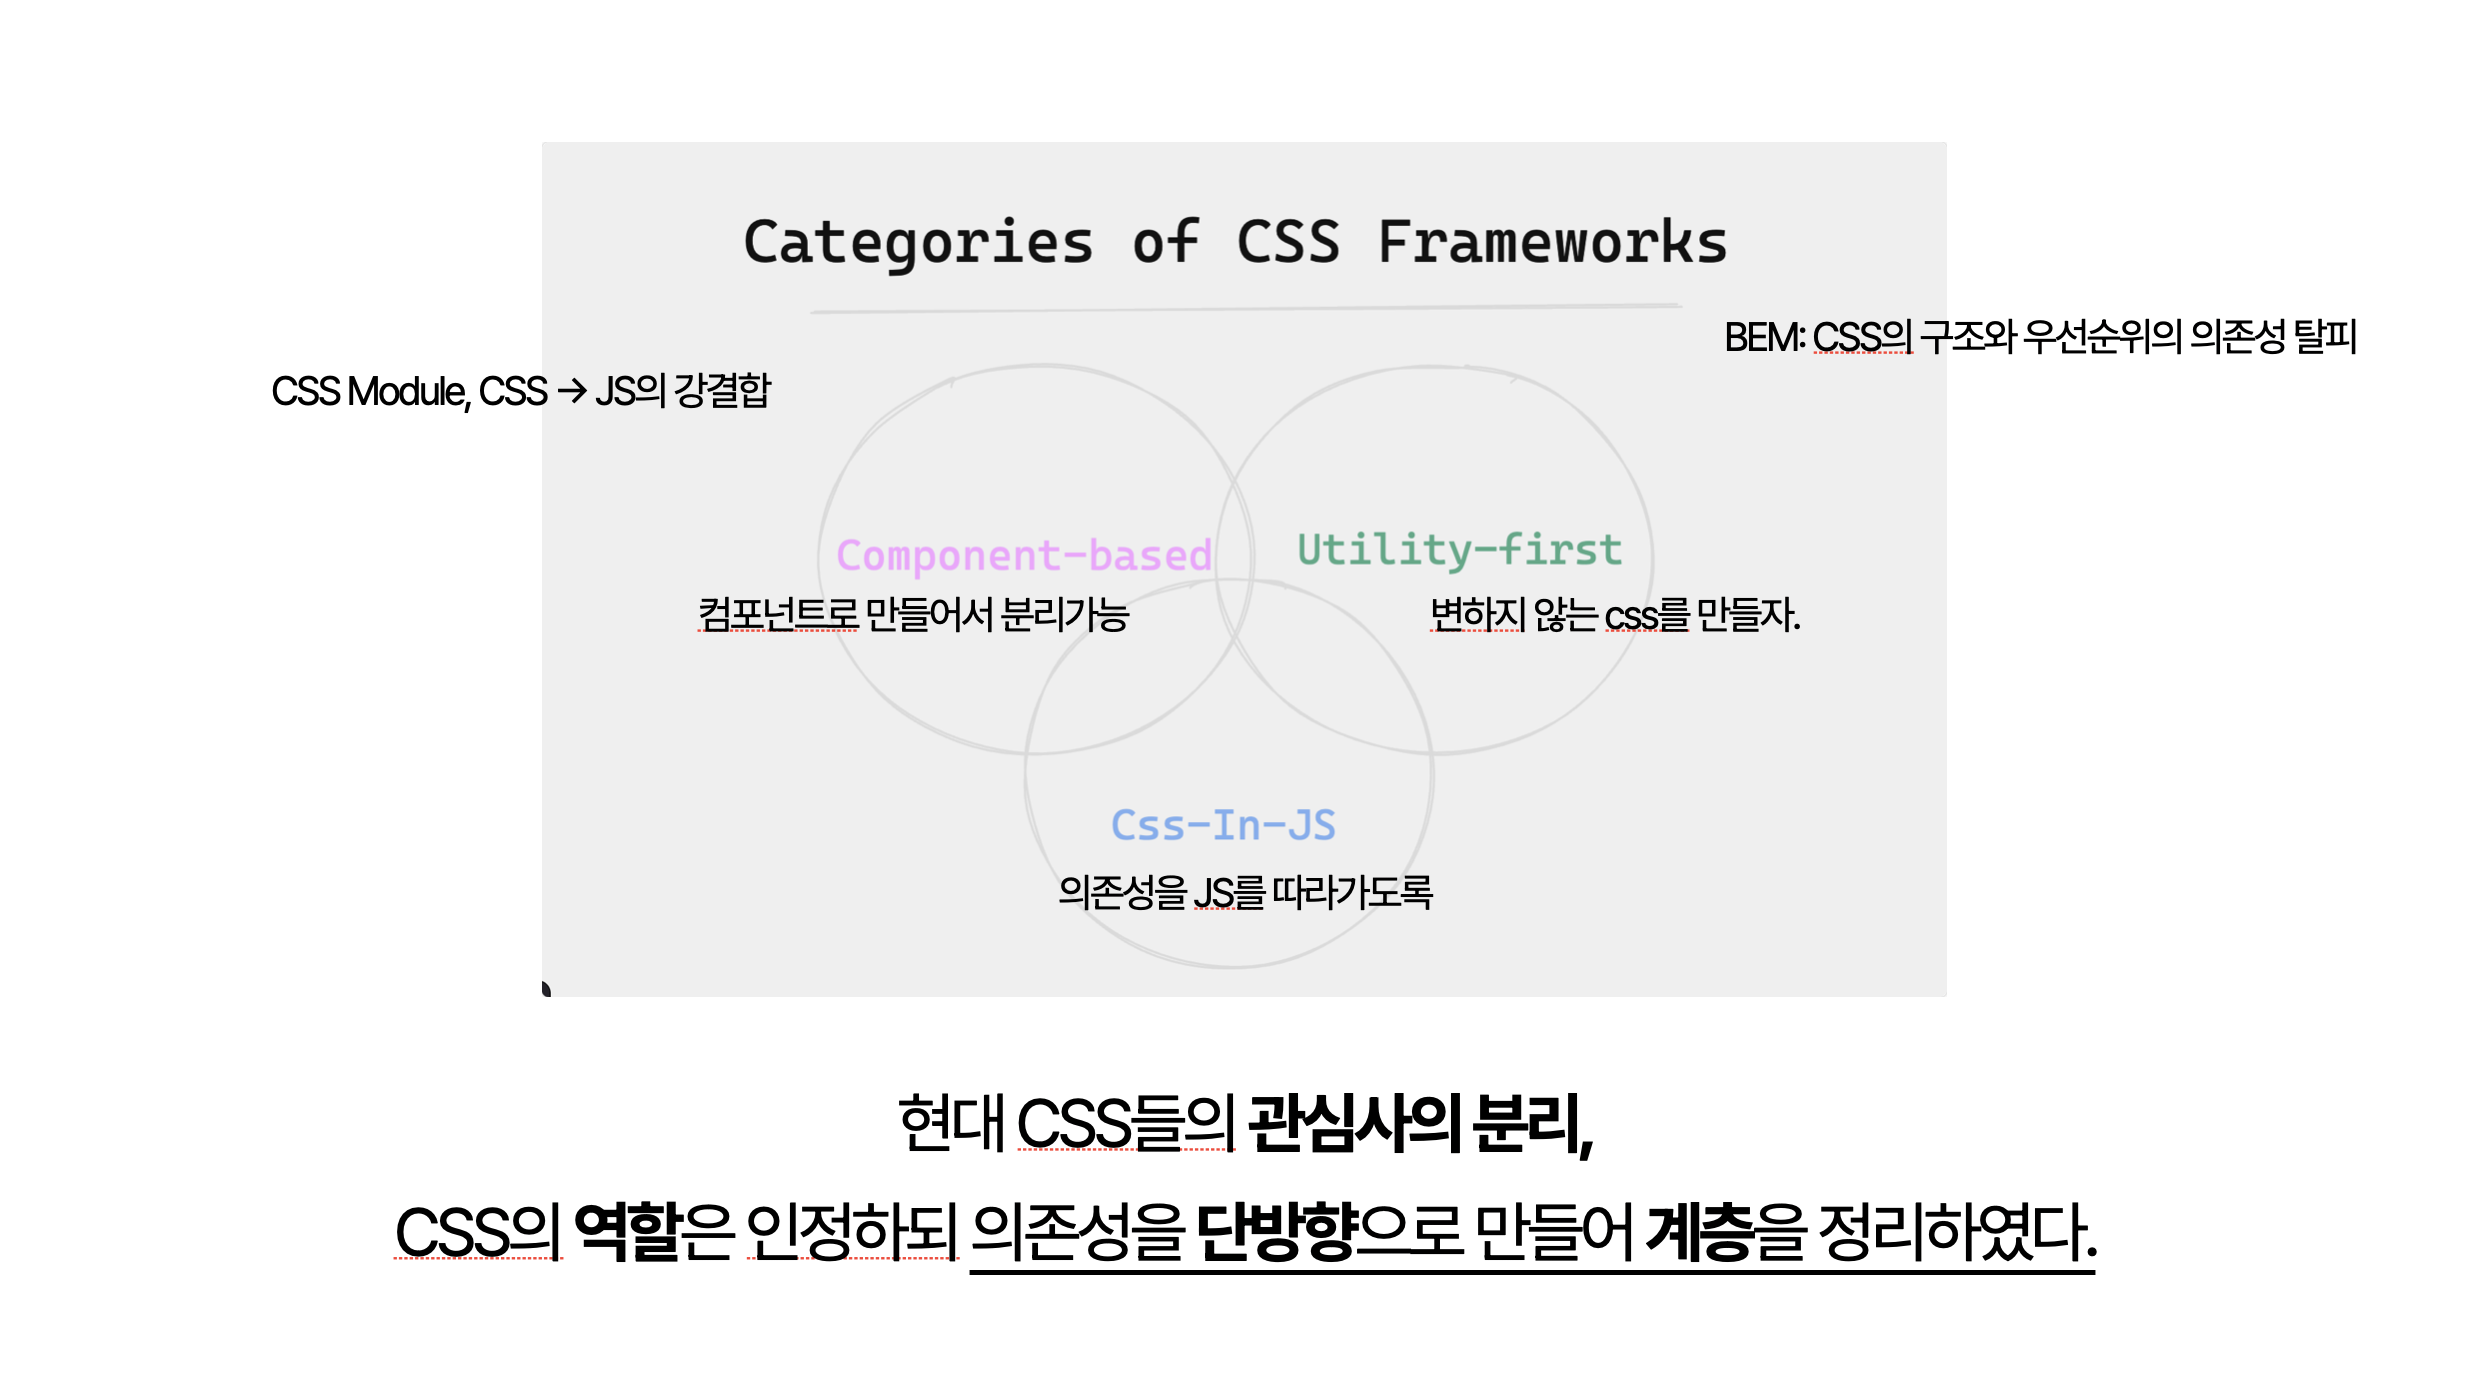 Categories of CSS Frameworks
BEM: CSS의 구조와 우선순위의 의존성 탈피
CSS Module, CSS → JS의 강결합
Component-based
Utility-first
컴포넌트로 만들어서 분리가능
변하지 않는 css를 만들자.
Css-In-JS
의존성을 JS를 따라가도록
현대 CSS들의 관심사의 분리,
CSS의 역할은 인정하되 의존성을 단방향으로 만들어 계층을 정리하였다.